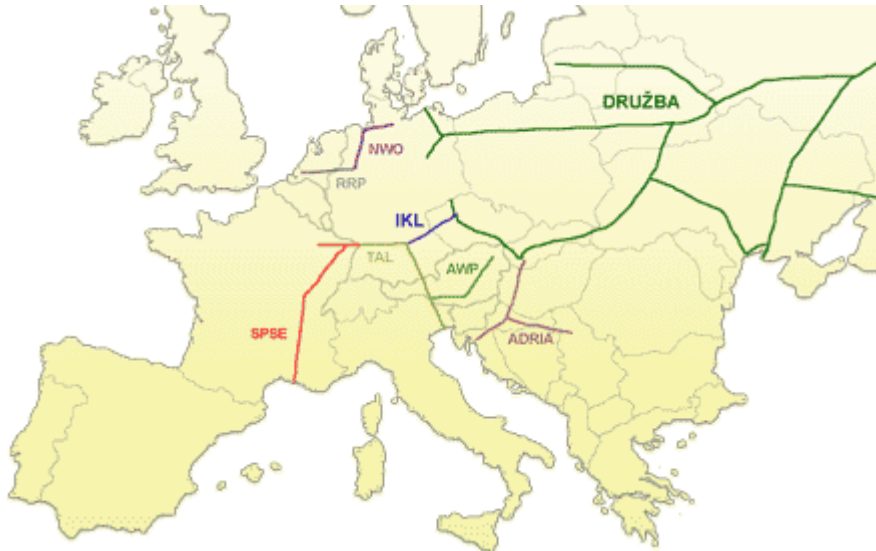 DRUŽBA
NWO
RRP
IKL
TAL
AWP
SPSE
ADRIA